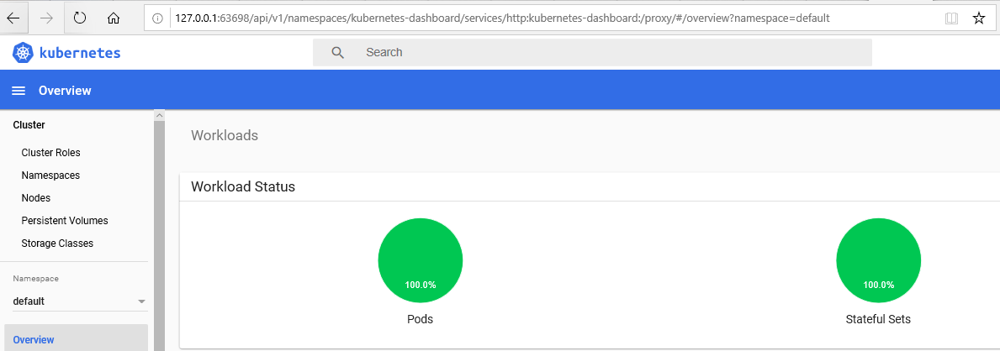 127.0.0.1:63698/api/v1/namespaces/kubernetes-dashboard/services/http:kubernetes-dashboard:/proxy/#/overview?namespace=default
kubernetes
Search
Overview
Cluster
Cluster Roles
Namespaces
Nodes
Persistent Volumes
Storage Classes
Namespace
default
Overview
Workloads
Workload Status
100.0%
Pods
100.0%
Stateful Sets